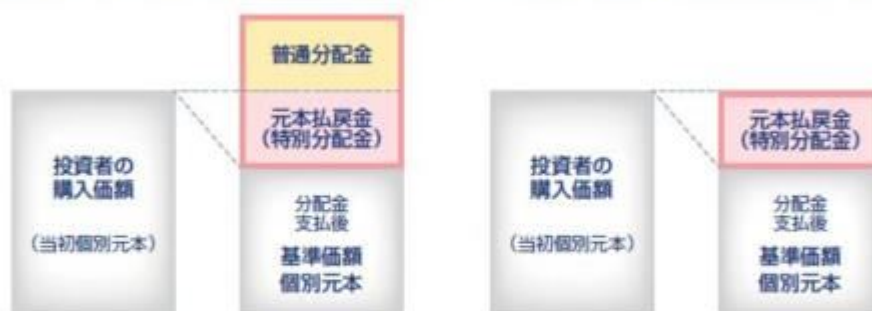 普通分配金
元本払戻金
(特別分配金)
投資者の
購入価額
(当初個別元本)
分配金
支払後
基準価額
個別元本
元本払戻金
(特別分配金)
投資者の
購入価額
(当初個別元本)
分配金
支払後
基準価額
個別元本